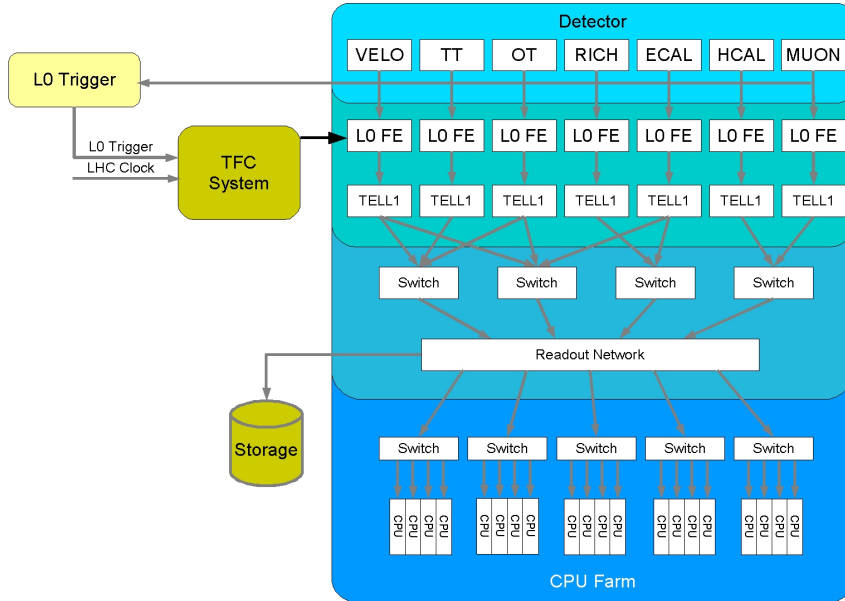 Detector
VELO TT OT RICH ECAL HCAL MUON
L0 Trigger
L0 FE L0 FE L0 FE L0 FE L0 FE L0 FE L0 FE
L0 Trigger
LHC Clock
TFC
System
TELL1 TELL1 TELL1 TELL1 TELL1 TELL1 TELL1
Switch Switch Switch Switch
Readout Network
Storage
Switch Switch Switch Switch Switch
CPU CPU CPU CPU CPU CPU CPU CPU CPU CPU CPU CPU CPU CPU CPU CPU CPU CPU CPU CPU
CPU Farm